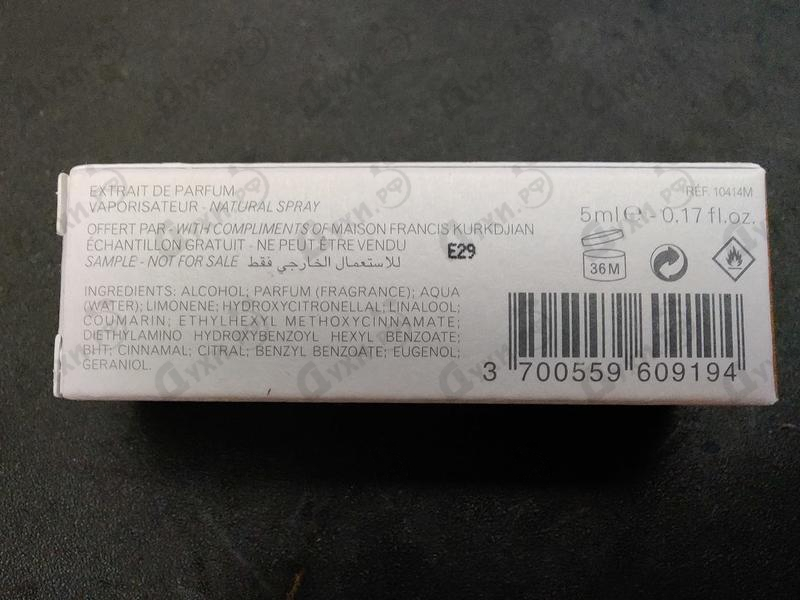 EXTRAIT DE PARFUM
VAPORISATEUR - NATURAL SPRAY
OFFERT PAR - WITH COMPLIMENTS OF MAISON FRANCIS KURKDJIAN
ÉCHANTILLON GRATUIT - NE PEUT ÊTRE VENDU
SAMPLE - NOT FOR SALE للاستعمال الخارجي فقط
E29
INGREDIENTS: ALCOHOL; PARFUM (FRAGRANCE); AQUA
(WATER); LIMONENE; HYDROXYCITRONELLAL; LINALOOL;
COUMARIN; ETHYLHEXYL METHOXYCINNAMATE;
DIETHYLAMINO HYDROXYBENZOYL HEXYL BENZOATE;
BHT; CINNAMAL; CITRAL; BENZYL BENZOATE; EUGENOL;
GERANIOL.
RÉF. 10414M
5ml e - 0.17 fl.oz.
36M
3 700559 609194
Духи.рф